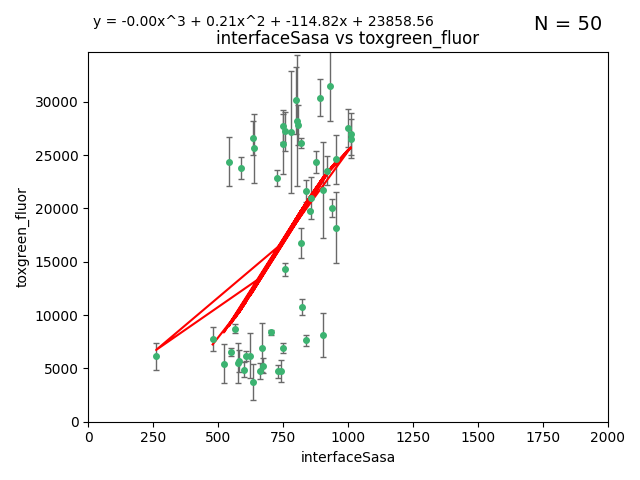 y = -0.00x^3 + 0.21x^2 + -114.82x + 23858.56
N = 50
interfaceSasa vs toxgreen_fluor
30000
25000
20000
15000
10000
5000
0
toxgreen_fluor
0 250 500 750 1000 1250 1500 1750 2000
interfaceSasa